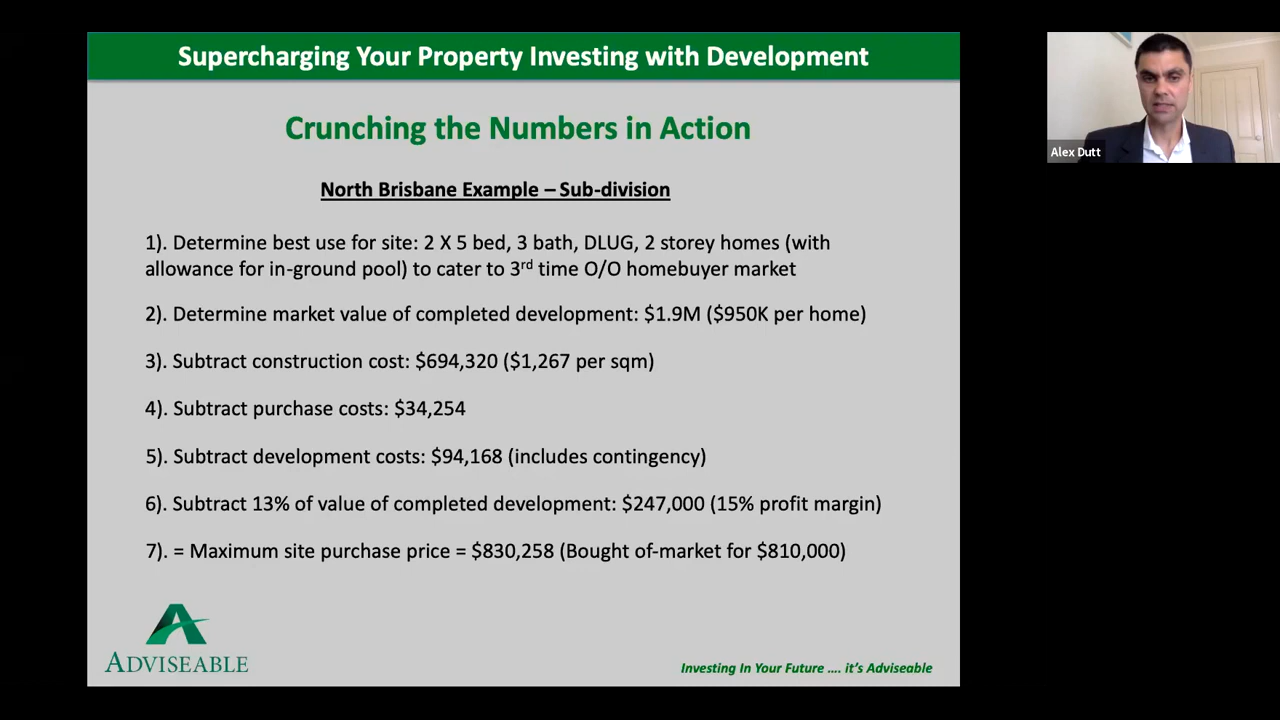 Supercharging Your Property Investing with Development
Crunching the Numbers in Action
North Brisbane Example – Sub-division
1). Determine best use for site: 2 X 5 bed, 3 bath, DLUG, 2 storey homes (with
allowance for in-ground pool) to cater to 3rd time O/O homebuyer market
2). Determine market value of completed development: $1.9M ($950K per home)
3). Subtract construction cost: $694,320 ($1,267 per sqm)
4). Subtract purchase costs: $34,254
5). Subtract development costs: $94,168 (includes contingency)
6). Subtract 13% of value of completed development: $247,000 (15% profit margin)
7). = Maximum site purchase price = $830,258 (Bought of-market for $810,000)
ADVISEABLE
Investing In Your Future .... it's Adviseable
Alex Dutt